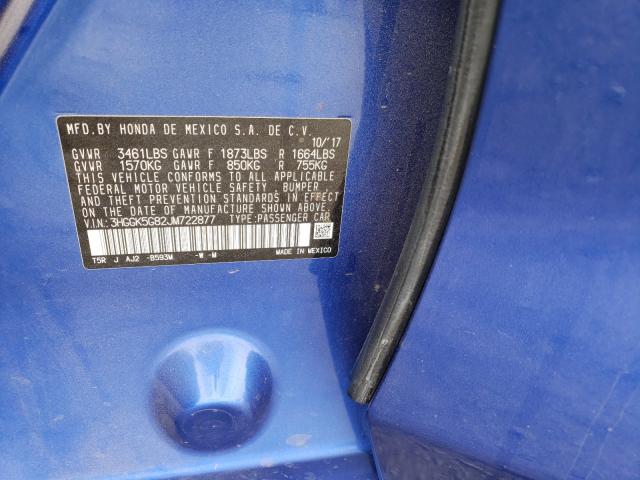 MFD.BY HONDA DE MEXICO S.A. DE C.V.
10/'17
GVWR 3461LBS GAWR F 1873LBS R 1664LBS
GVWR 1570KG GAWR F 850KG R 755KG
THIS VEHICLE CONFORMS TO ALL APPLICABLE
FEDERAL MOTOR VEHICLE SAFETY, BUMPER
AND THEFT PREVENTION STANDARDS IN EFFECT
ON THE DATE OF MANUFACTURE SHOWN ABOVE.
V.I.N.:3HGGK5G82JM722877 TYPE:PASSENGER CAR
T5R J AJ2 -B593M -W -M MADE IN MEXICO